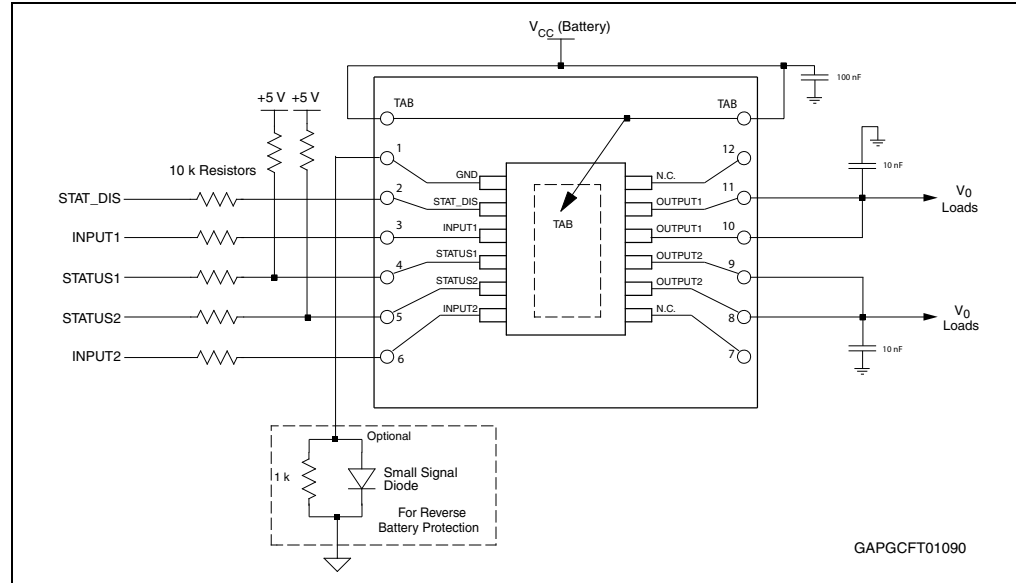 V_CC (Battery)
100 nF
+5 V +5 V
TAB
TAB
10 k Resistors
1
12
10 nF
GND
N.C.
STAT_DIS
2
STAT_DIS
OUTPUT1
11
V0
Loads
TAB
INPUT1
3
INPUT1
OUTPUT1
10
STATUS1
4
STATUS1
OUTPUT2
9
STATUS2
5
STATUS2
OUTPUT2
8
V0
Loads
INPUT2
6
INPUT2
N.C.
7
10 nF
Optional
1 k
Small Signal
Diode
For Reverse
Battery Protection
GAPGCFT01090